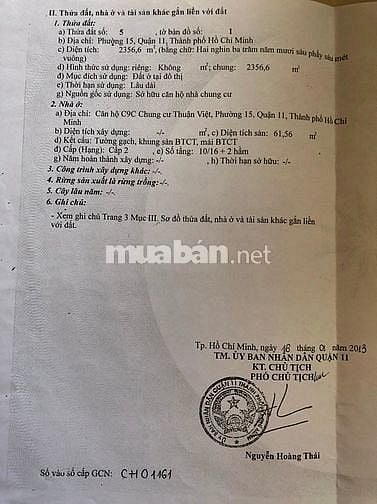 II. Thửa đất, nhà ở và tài sản khác gắn liền với đất
1. Thửa đất:
a) Thửa đất số: 5 , tờ bản đồ số: 1
b) Địa chỉ: Phường 15, Quận 11, Thành phố Hồ Chí Minh
c) Diện tích: 2356,6 m², (bằng chữ: Hai nghìn ba trăm năm mươi sáu phẩy sáu mét
vuông)
d) Hình thức sử dụng: riêng: Không m²; chung: 2356,6 m²
đ) Mục đích sử dụng: Đất ở tại đô thị
e) Thời hạn sử dụng: Lâu dài
g) Nguồn gốc sử dụng: Sở hữu căn hộ nhà chung cư
2. Nhà ở:
a) Địa chỉ: Căn hộ C9C Chung cư Thuận Việt, Phường 15, Quận 11, Thành phố Hồ Chí
Minh
b) Diện tích xây dựng: -/- m², c) Diện tích sàn: 61,56 m²
d) Kết cấu: Tường gạch, khung sàn BTCT, mái BTCT
đ) Cấp (Hạng): Cấp 2 , e) Số tầng: 10/16 + 2 hầm
g) Năm hoàn thành xây dựng: -/- , h) Thời hạn sở hữu: -/-
3. Công trình xây dựng khác: -/-
4. Rừng sản xuất là rừng trồng: -/-
5. Cây lâu năm: -/-
6. Ghi chú:
- Xem ghi chú Trang 3 Mục III. Sơ đồ thửa đất, nhà ở và tài sản khác gắn liền
với đất.
muabán.net
Tp. Hồ Chí Minh, ngày 16 tháng 01 năm 2013
TM. ỦY BAN NHÂN DÂN QUẬN 11
KT. CHỦ TỊCH
PHÓ CHỦ TỊCH
Nguyễn Hoàng Thái
Số vào sổ cấp GCN: CH01161